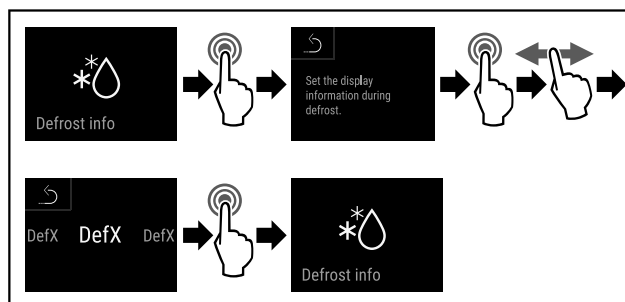 Defrost info
Set the display
information during
defrost.
DefX DefX DefX
Defrost info